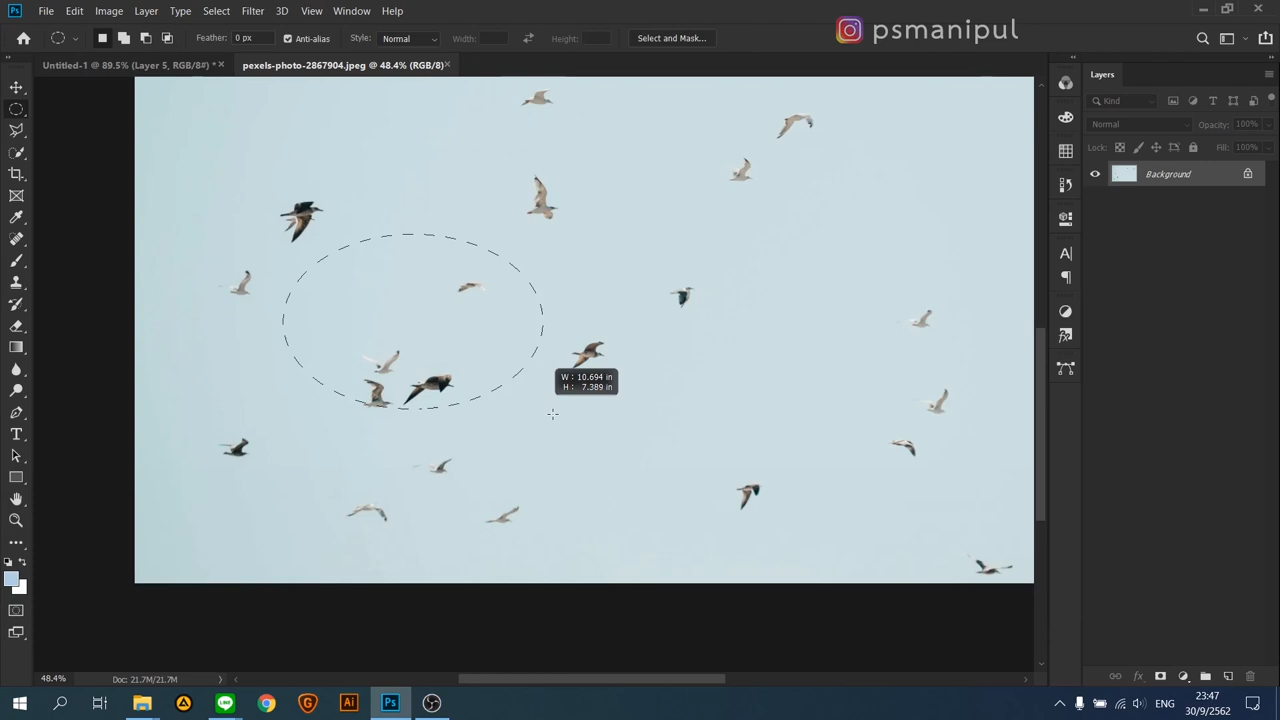 Ps File Edit Image Layer Type Select Filter 3D View Window Help
psmanipul
Feather: 0 px Anti-alias Style: Normal Width: Height: Select and Mask...
Untitled-1 @ 89.5% (Layer 5, RGB/8#) * × pexels-photo-2867904.jpeg @ 48.4% (RGB/8) ×
Layers
Kind
Normal Opacity: 100%
Lock: Fill: 100%
Background
W: 10.694 in
H: 7.389 in
48.4% Doc: 21.7M/21.7M
Ai Ps ENG 23:47
30/9/2562